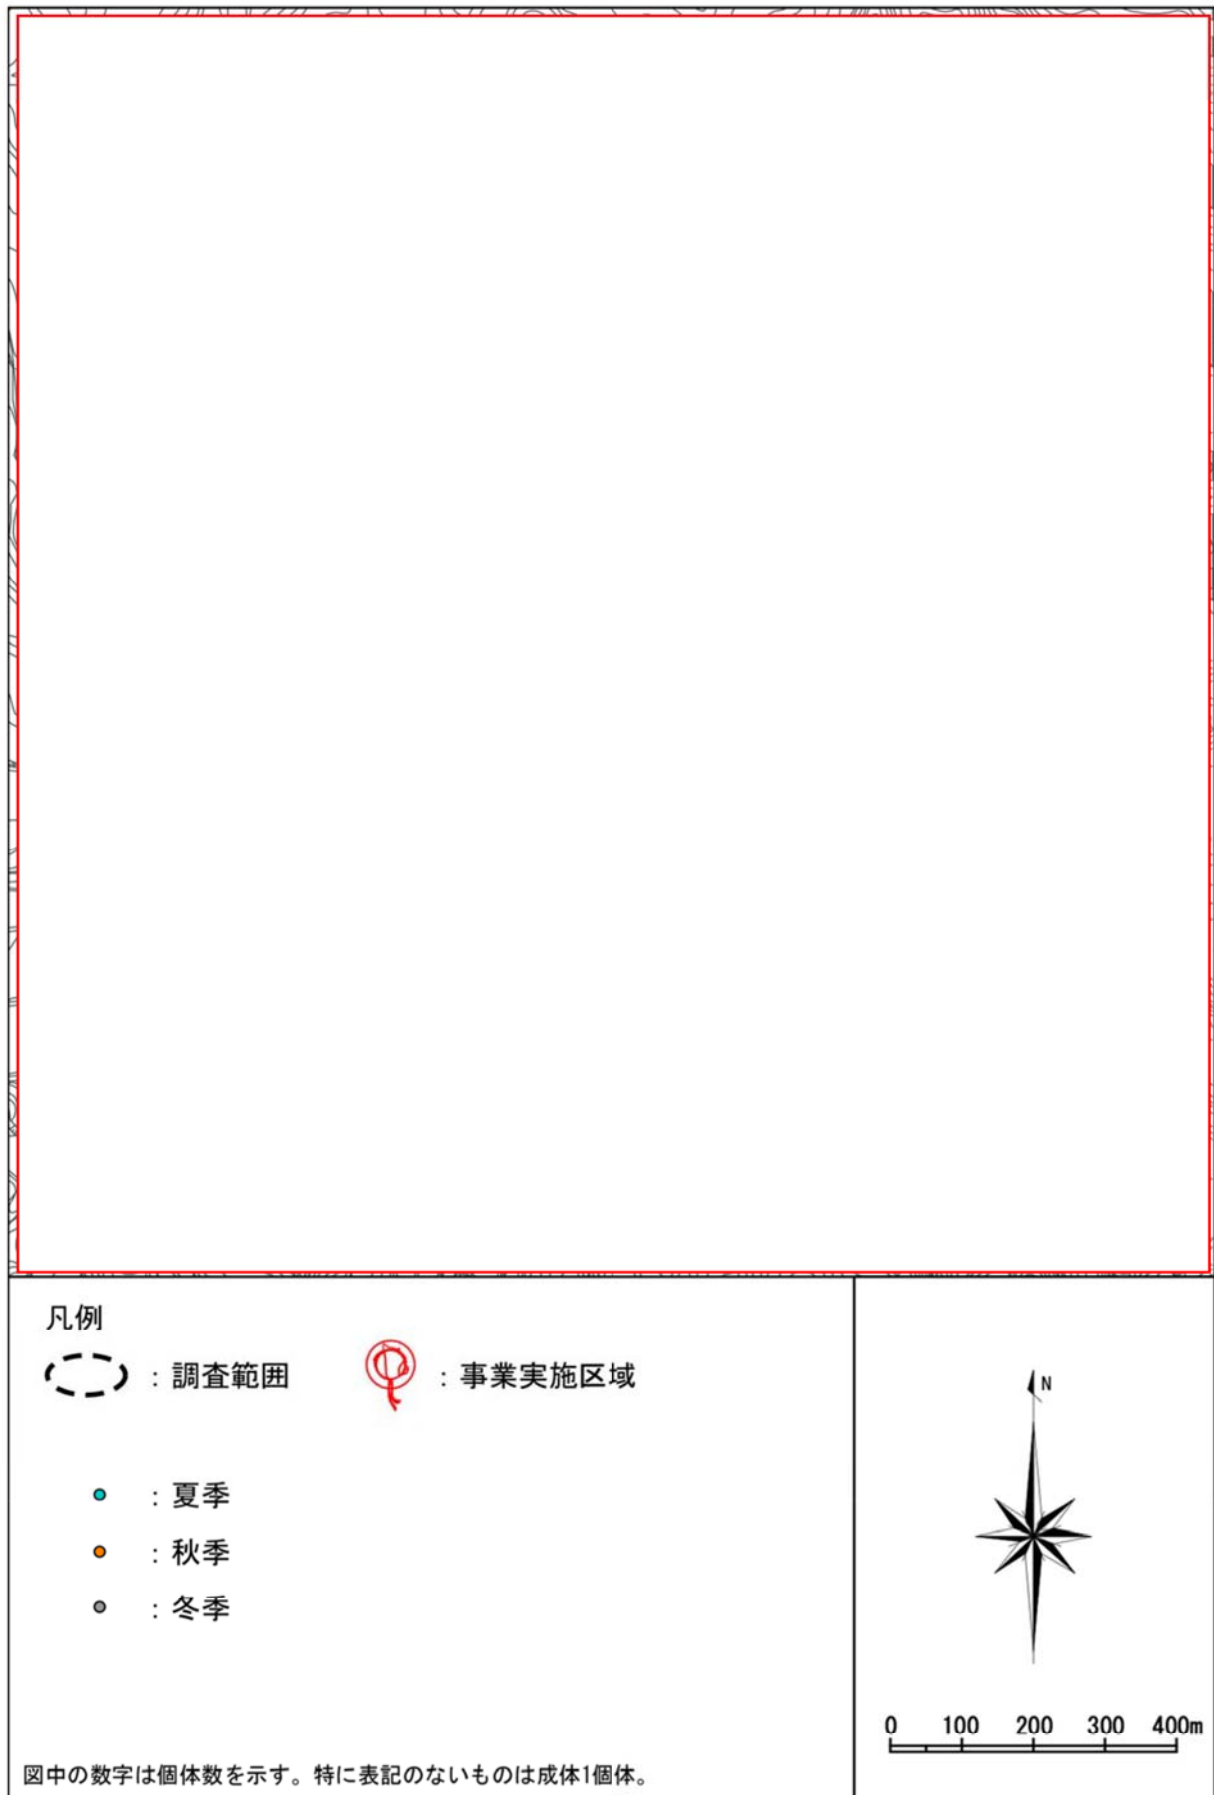 凡例
：調査範囲
：事業実施区域
：夏季
：秋季
：冬季
図中の数字は個体数を示す。特に表記のないものは成体1個体。
N
0 100 200 300 400m